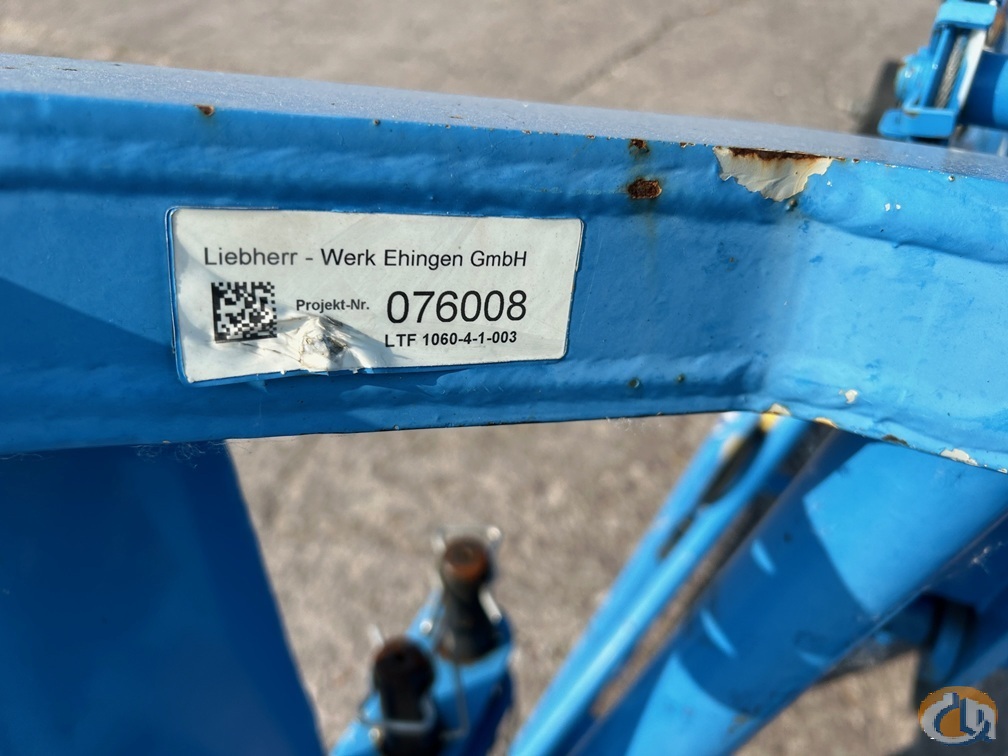 Liebherr - Werk Ehingen GmbH
Projekt-Nr. 076008
LTF 1060-4-1-003